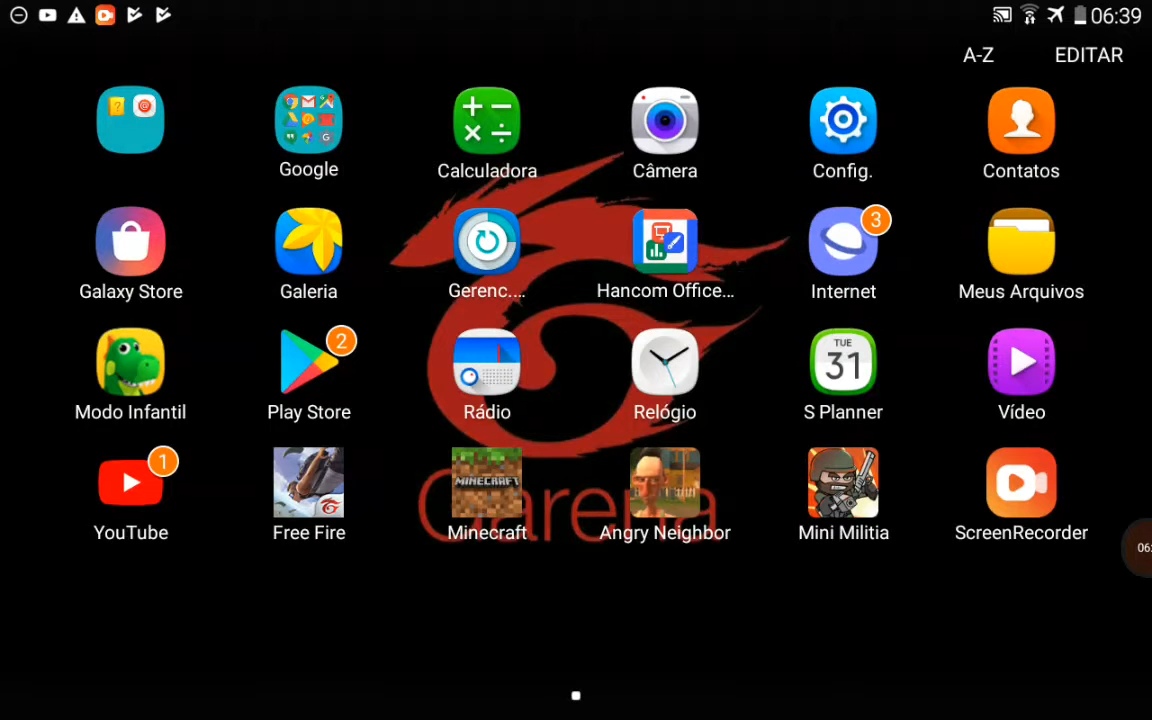 06:39
A-Z EDITAR
Google Calculadora Câmera Config. Contatos
3
Galaxy Store Galeria Gerenc.... Hancom Office... Internet Meus Arquivos
2 TUE
31
Modo Infantil Play Store Rádio Relógio S Planner Vídeo
1 MINECRAFT
YouTube Free Fire Minecraft Angry Neighbor Mini Militia ScreenRecorder
Garena
06: